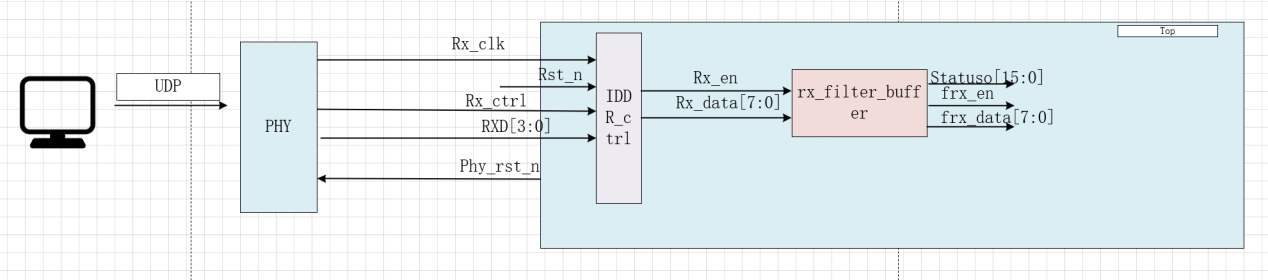 Top
UDP
PHY
Rx_clk
Rst_n
Rx_ctrl
RXD[3:0]
Phy_rst_n
IDD
R_c
trl
Rx_en
Rx_data[7:0]
rx_filter_buff
er
Statuso[15:0]
frx_en
frx_data[7:0]